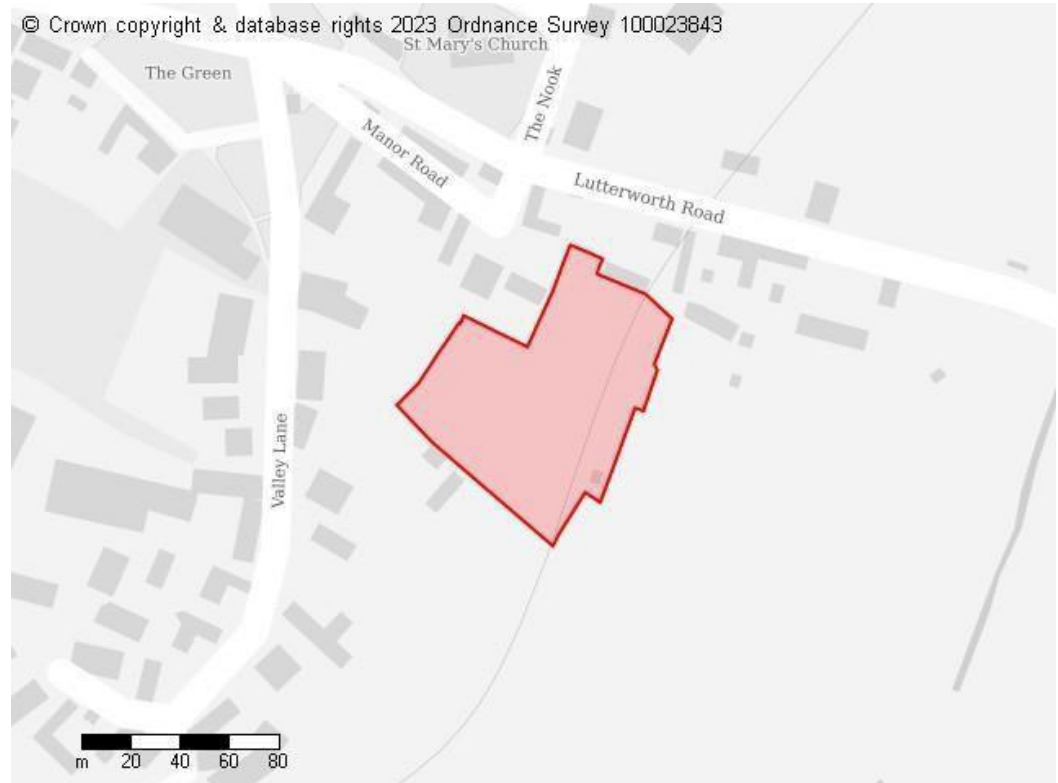 © Crown copyright & database rights 2023 Ordnance Survey 100023843
St Mary's Church
The Green
The Nook
Manor Road
Lutterworth Road
Valley Lane
m 20 40 60 80